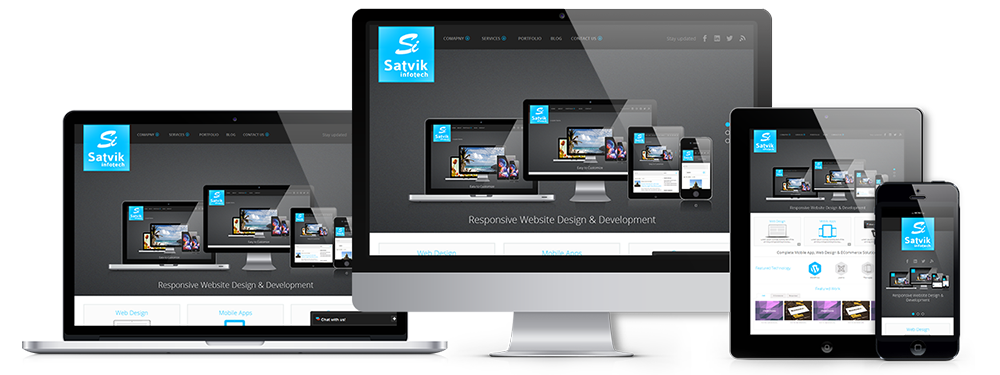 Si
Satvik
infotech
COMAPNY SERVICES PORTFOLIO BLOG CONTACT US
Stay updated
Responsive Website Design & Development
Web Design Mobile Apps
Si
Satvik
infotech
COMAPNY SERVICES PORTFOLIO BLOG CONTACT US
Stay updated
Responsive Website Design & Development
Web Design Mobile Apps
Chat with us!
Si
Satvik
infotech
Responsive Website Design & Development
Complete Mobile App, Web Design & ECommerce Solution
Featured Work
Si
Satvik
infotech
Responsive Website Design &
Development
Web Design